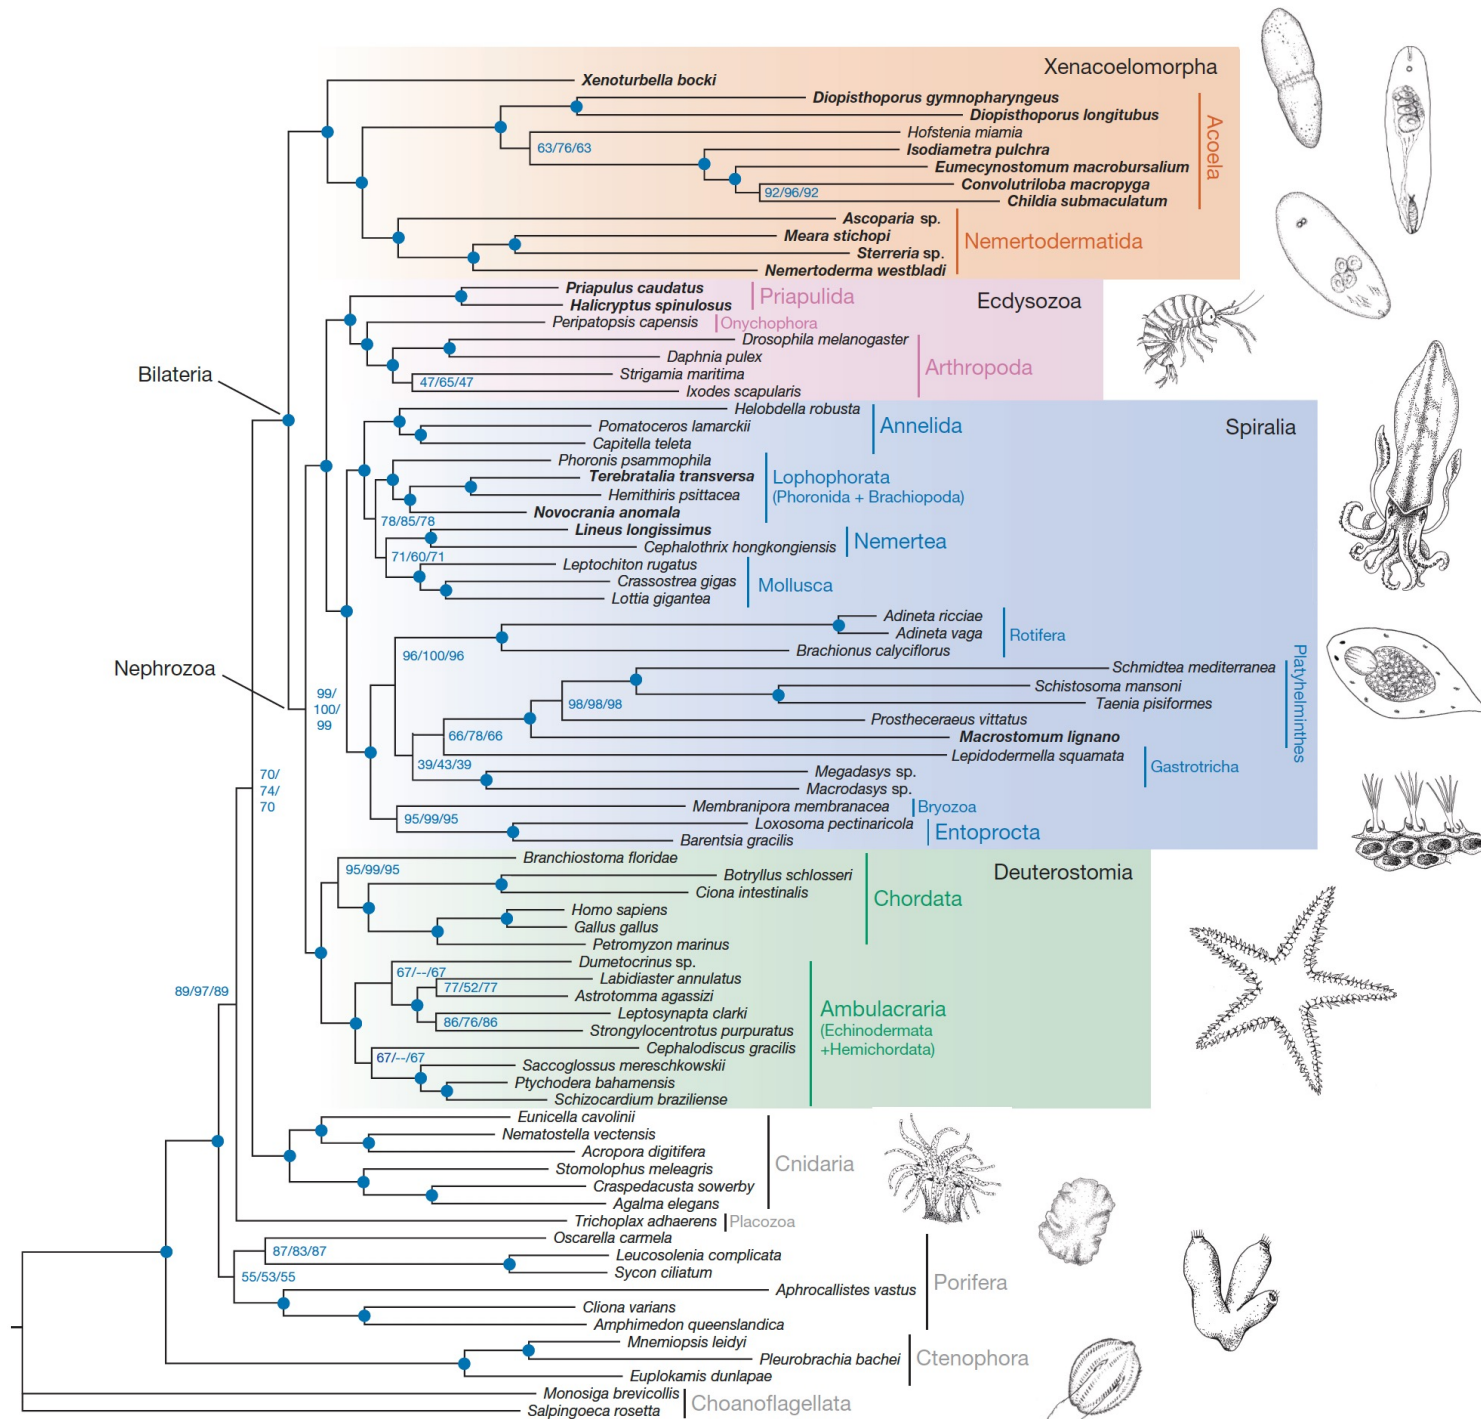 Xenacoelomorpha
Xenoturbella bocki
Diopisthoporus gymnopharyngeus
Diopisthoporus longitubus
Hofstenia miamia
63/76/63
Isodiametra pulchra
Eumecynostomum macrobursalium
Convolutriloba macropyga
92/96/92
Childia submaculatum
Acoela
Ascoparia sp.
Meara stichopi
Sterreria sp.
Nemertoderma westbladi
Nemertodermatida
Priapulus caudatus
Halicryptus spinulosus
Priapulida
Ecdysozoa
Peripatopsis capensis
Onychophora
Drosophila melanogaster
Daphnia pulex
Strigamia maritima
47/65/47
Ixodes scapularis
Arthropoda
Bilateria
Helobdella robusta
Pomatoceros lamarckii
Capitella teleta
Annelida
Spiralia
Phoronis psammophila
Terebratalia transversa
Hemithiris psittacea
Novocrania anomala
Lophophorata
(Phoronida + Brachiopoda)
78/85/78
Lineus longissimus
Cephalothrix hongkongiensis
Nemertea
71/60/71
Leptochiton rugatus
Crassostrea gigas
Lottia gigantea
Mollusca
Adineta ricciae
Adineta vaga
Brachionus calyciflorus
Rotifera
96/100/96
Nephrozoa
99/
100/
99
Schmidtea mediterranea
Schistosoma mansoni
Taenia pisiformes
98/98/98
Prostheceraeus vittatus
66/78/66
Macrostomum lignano
Platyhelminthes
Lepidodermella squamata
39/43/39
Megadasys sp.
Macrodasys sp.
Gastrotricha
70/
74/
70
Membranipora membranacea
Bryozoa
95/99/95
Loxosoma pectinaricola
Barentsia gracilis
Entoprocta
Branchiostoma floridae
95/99/95
Botryllus schlosseri
Ciona intestinalis
Homo sapiens
Gallus gallus
Petromyzon marinus
Chordata
Deuterostomia
Dumetocrinus sp.
67/--/67
Labidiaster annulatus
77/52/77
Astrotomma agassizi
Leptosynapta clarki
86/76/86
Strongylocentrotus purpuratus
Cephalodiscus gracilis
67/--/67
Saccoglossus mereschkowskii
Ptychodera bahamensis
Schizocardium braziliense
Ambulacraria
(Echinodermata
+Hemichordata)
89/97/89
Eunicella cavolinii
Nematostella vectensis
Acropora digitifera
Stomolophus meleagris
Craspedacusta sowerby
Agalma elegans
Cnidaria
Trichoplax adhaerens
Placozoa
Oscarella carmela
87/83/87
Leucosolenia complicata
Sycon ciliatum
55/53/55
Aphrocallistes vastus
Cliona varians
Amphimedon queenslandica
Porifera
Mnemiopsis leidyi
Pleurobrachia bachei
Euplokamis dunlapae
Ctenophora
Monosiga brevicollis
Salpingoeca rosetta
Choanoflagellata